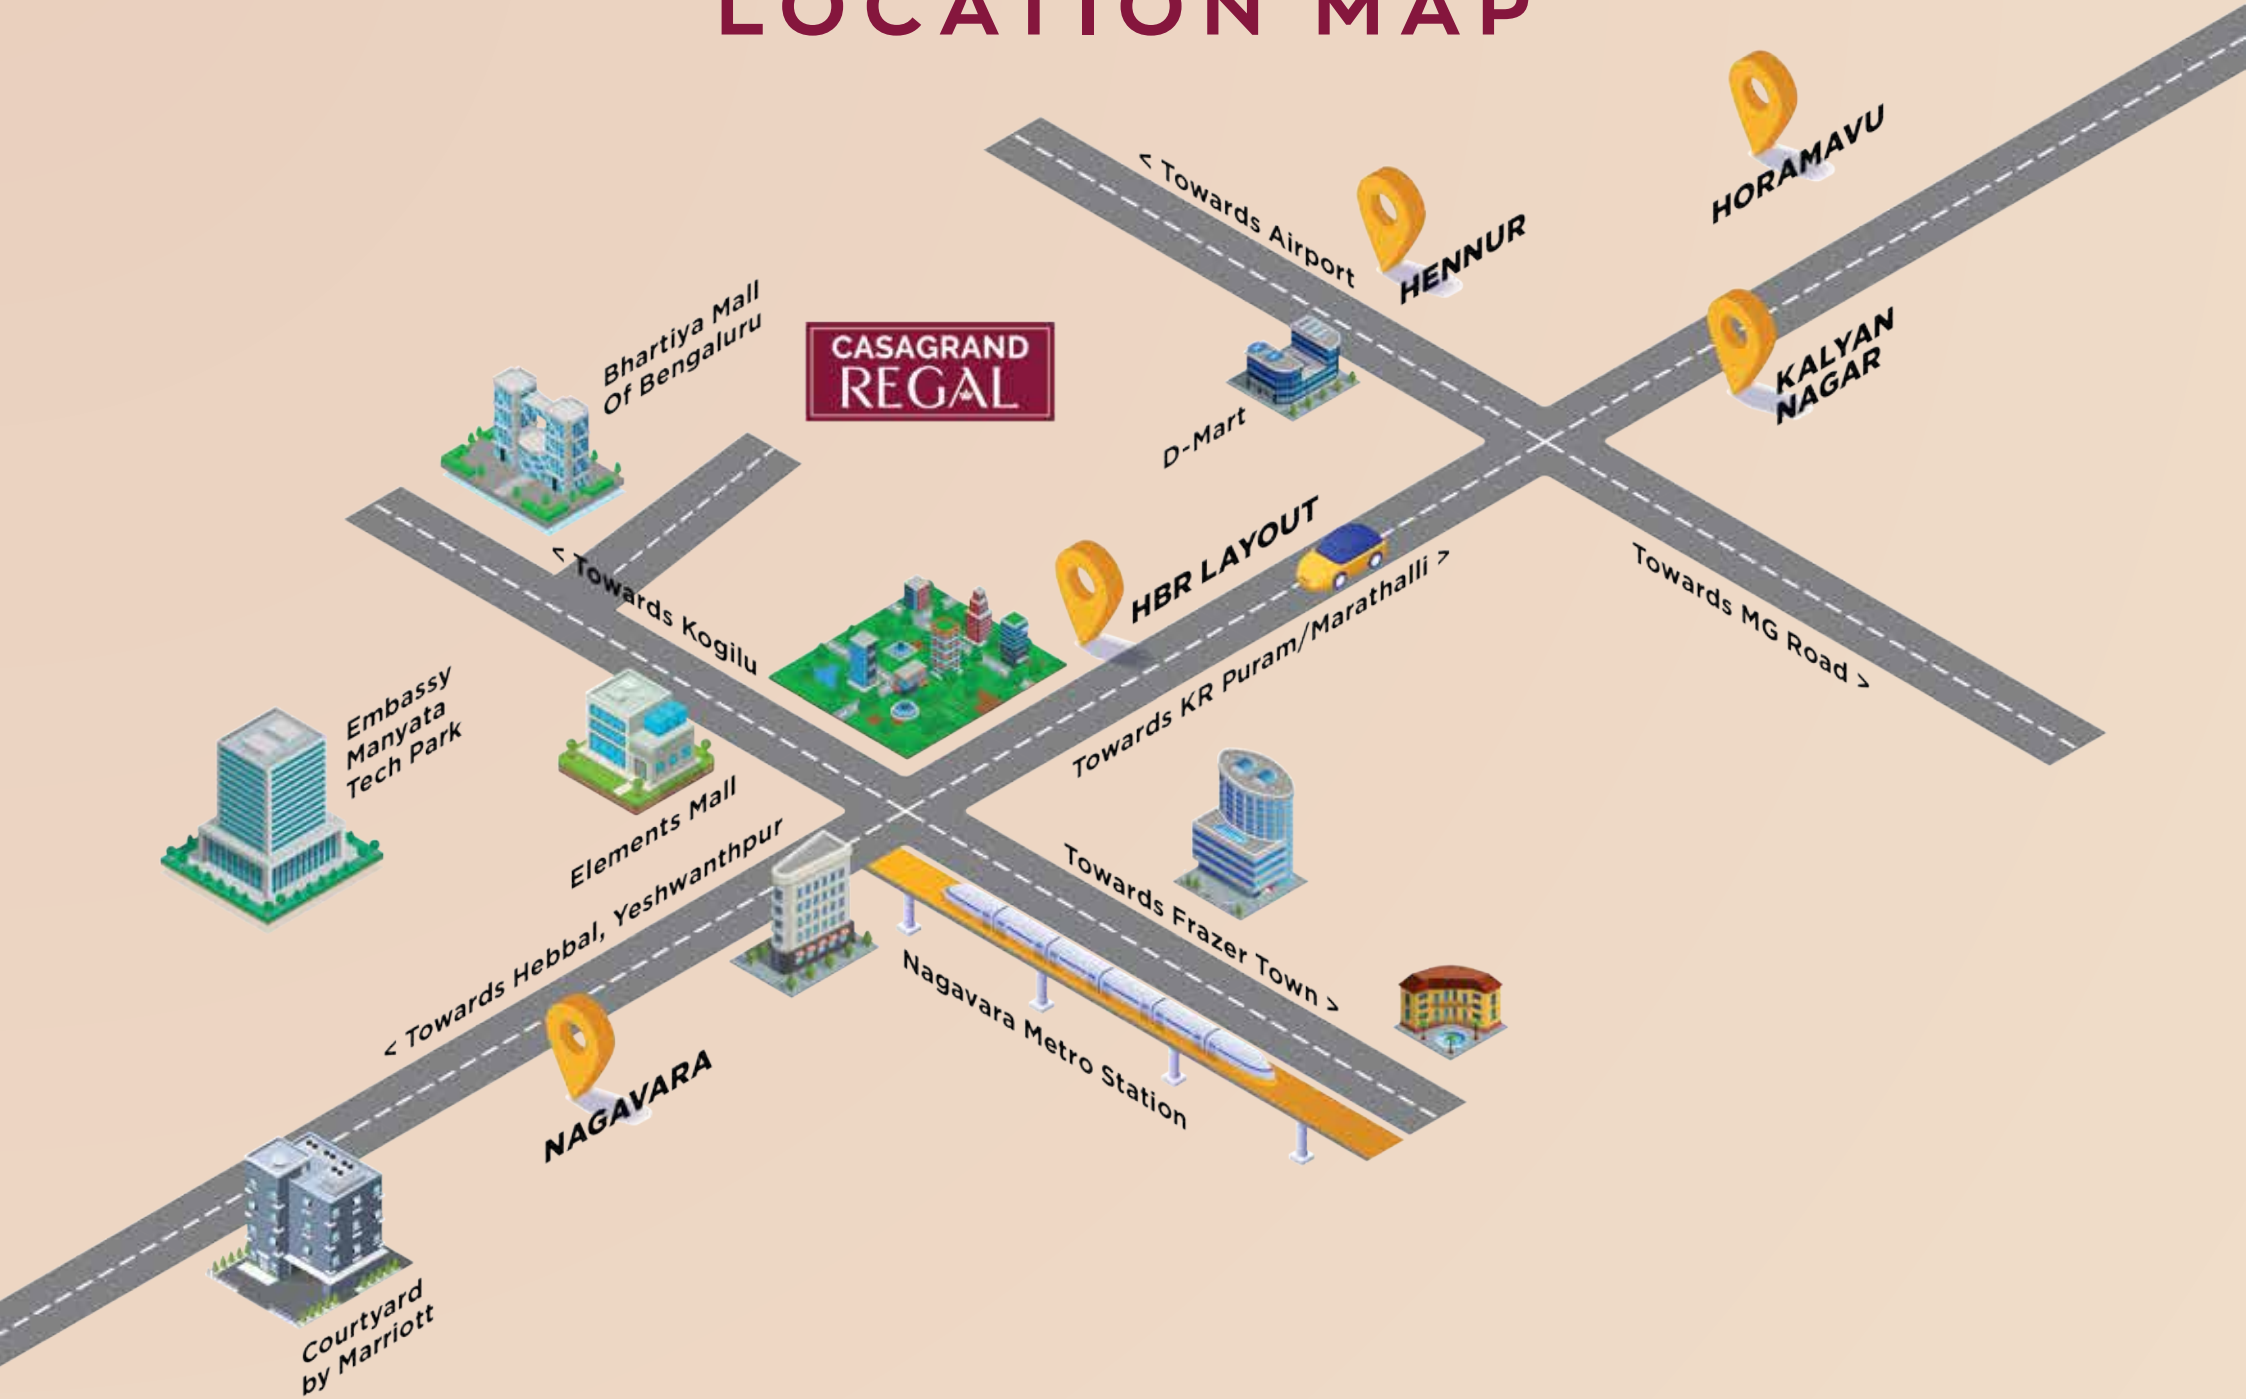 LOCATION MAP
HORAMAVU
< Towards Airport
HENNUR
Bhartiya Mall
Of Bengaluru
CASAGRAND
REGAL
KALYAN
NAGAR
D-Mart
HBR LAYOUT
< Towards Kogilu
Towards KR Puram/Marathalli >
Towards MG Road >
Embassy
Manyata
Tech Park
Elements Mall
< Towards Hebbal, Yeshwanthpur
Towards Frazer Town >
Nagavara Metro Station
NAGAVARA
Courtyard
by Marriott